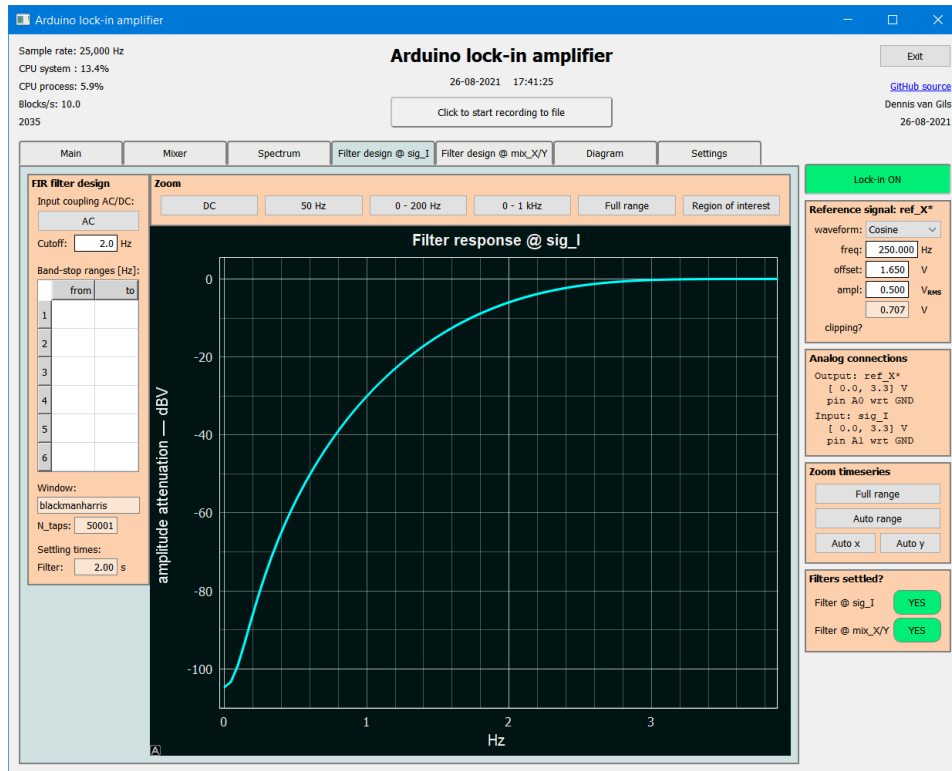 Arduino lock-in amplifier
Sample rate: 25,000 Hz
CPU system : 13.4%
CPU process: 5.9%
Blocks/s: 10.0
2035
Arduino lock-in amplifier
26-08-2021 17:41:25
Click to start recording to file
Exit
GitHub source
Dennis van Gils
26-08-2021
Main Mixer Spectrum Filter design @ sig_I Filter design @ mix_X/Y Diagram Settings
FIR filter design
Input coupling AC/DC:
AC
Cutoff: 2.0 Hz
Band-stop ranges [Hz]:
from to
1
2
3
4
5
6
Window:
blackmanharris
N_taps: 50001
Settling times:
Filter: 2.00 s
Zoom
DC 50 Hz 0 - 200 Hz 0 - 1 kHz Full range Region of interest
Filter response @ sig_I
amplitude attenuation — dBV
0
-20
-40
-60
-80
-100
0 1 2 3
Hz
A
Lock-in ON
Reference signal: ref_X*
waveform: Cosine
freq: 250.000 Hz
offset: 1.650 V
ampl: 0.500 VRMS
0.707 V
clipping?
Analog connections
Output: ref_X*
[ 0.0, 3.3] V
pin A0 wrt GND
Input: sig_I
[ 0.0, 3.3] V
pin A1 wrt GND
Zoom timeseries
Full range
Auto range
Auto x Auto y
Filters settled?
Filter @ sig_I YES
Filter @ mix_X/Y YES